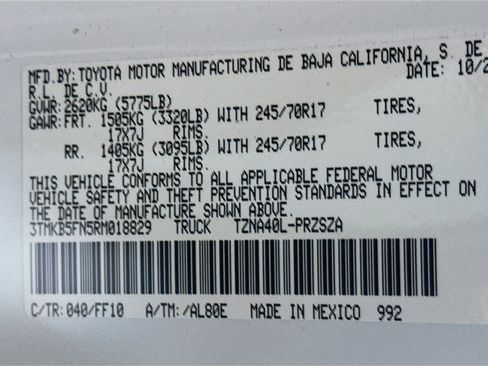 MFD.BY:TOYOTA MOTOR MANUFACTURING DE BAJA CALIFORNIA, S. DE
R.L. DE C.V. DATE: 10/2
GVWR:2620KG (5775LB)
GAWR:FRT. 1505KG (3320LB) WITH 245/70R17 TIRES,
17X7J RIMS.
RR. 1405KG (3095LB) WITH 245/70R17 TIRES,
17X7J RIMS.
THIS VEHICLE CONFORMS TO ALL APPLICABLE FEDERAL MOTOR
VEHICLE SAFETY AND THEFT PREVENTION STANDARDS IN EFFECT ON
THE DATE OF MANUFACTURE SHOWN ABOVE.
3TMKB5FN5RM018829 TRUCK TZNA40L-PRZSZA
C/TR:040/FF10 A/TM:/AL80E MADE IN MEXICO 992